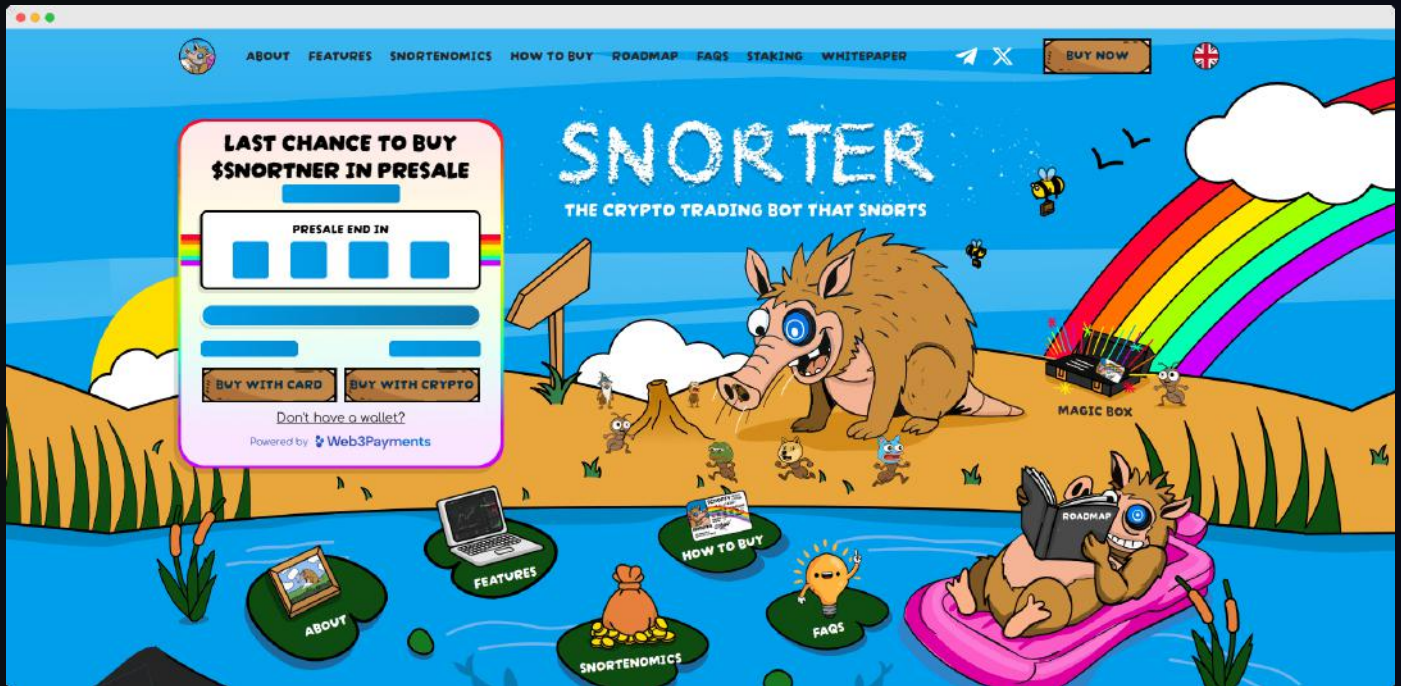 ABOUT FEATURES SNORTENOMICS HOW TO BUY ROADMAP FAQS STAKING WHITEPAPER BUY NOW
LAST CHANCE TO BUY
$SNORTNER IN PRESALE
PRESALE END IN
BUY WITH CARD BUY WITH CRYPTO
Don't have a wallet?
Powered by Web3Payments
SNORTER
THE CRYPTO TRADING BOT THAT SNORTS
MAGIC BOX
ROADMAP
HOW TO BUY
FEATURES
ABOUT
FAQS
SNORTENOMICS